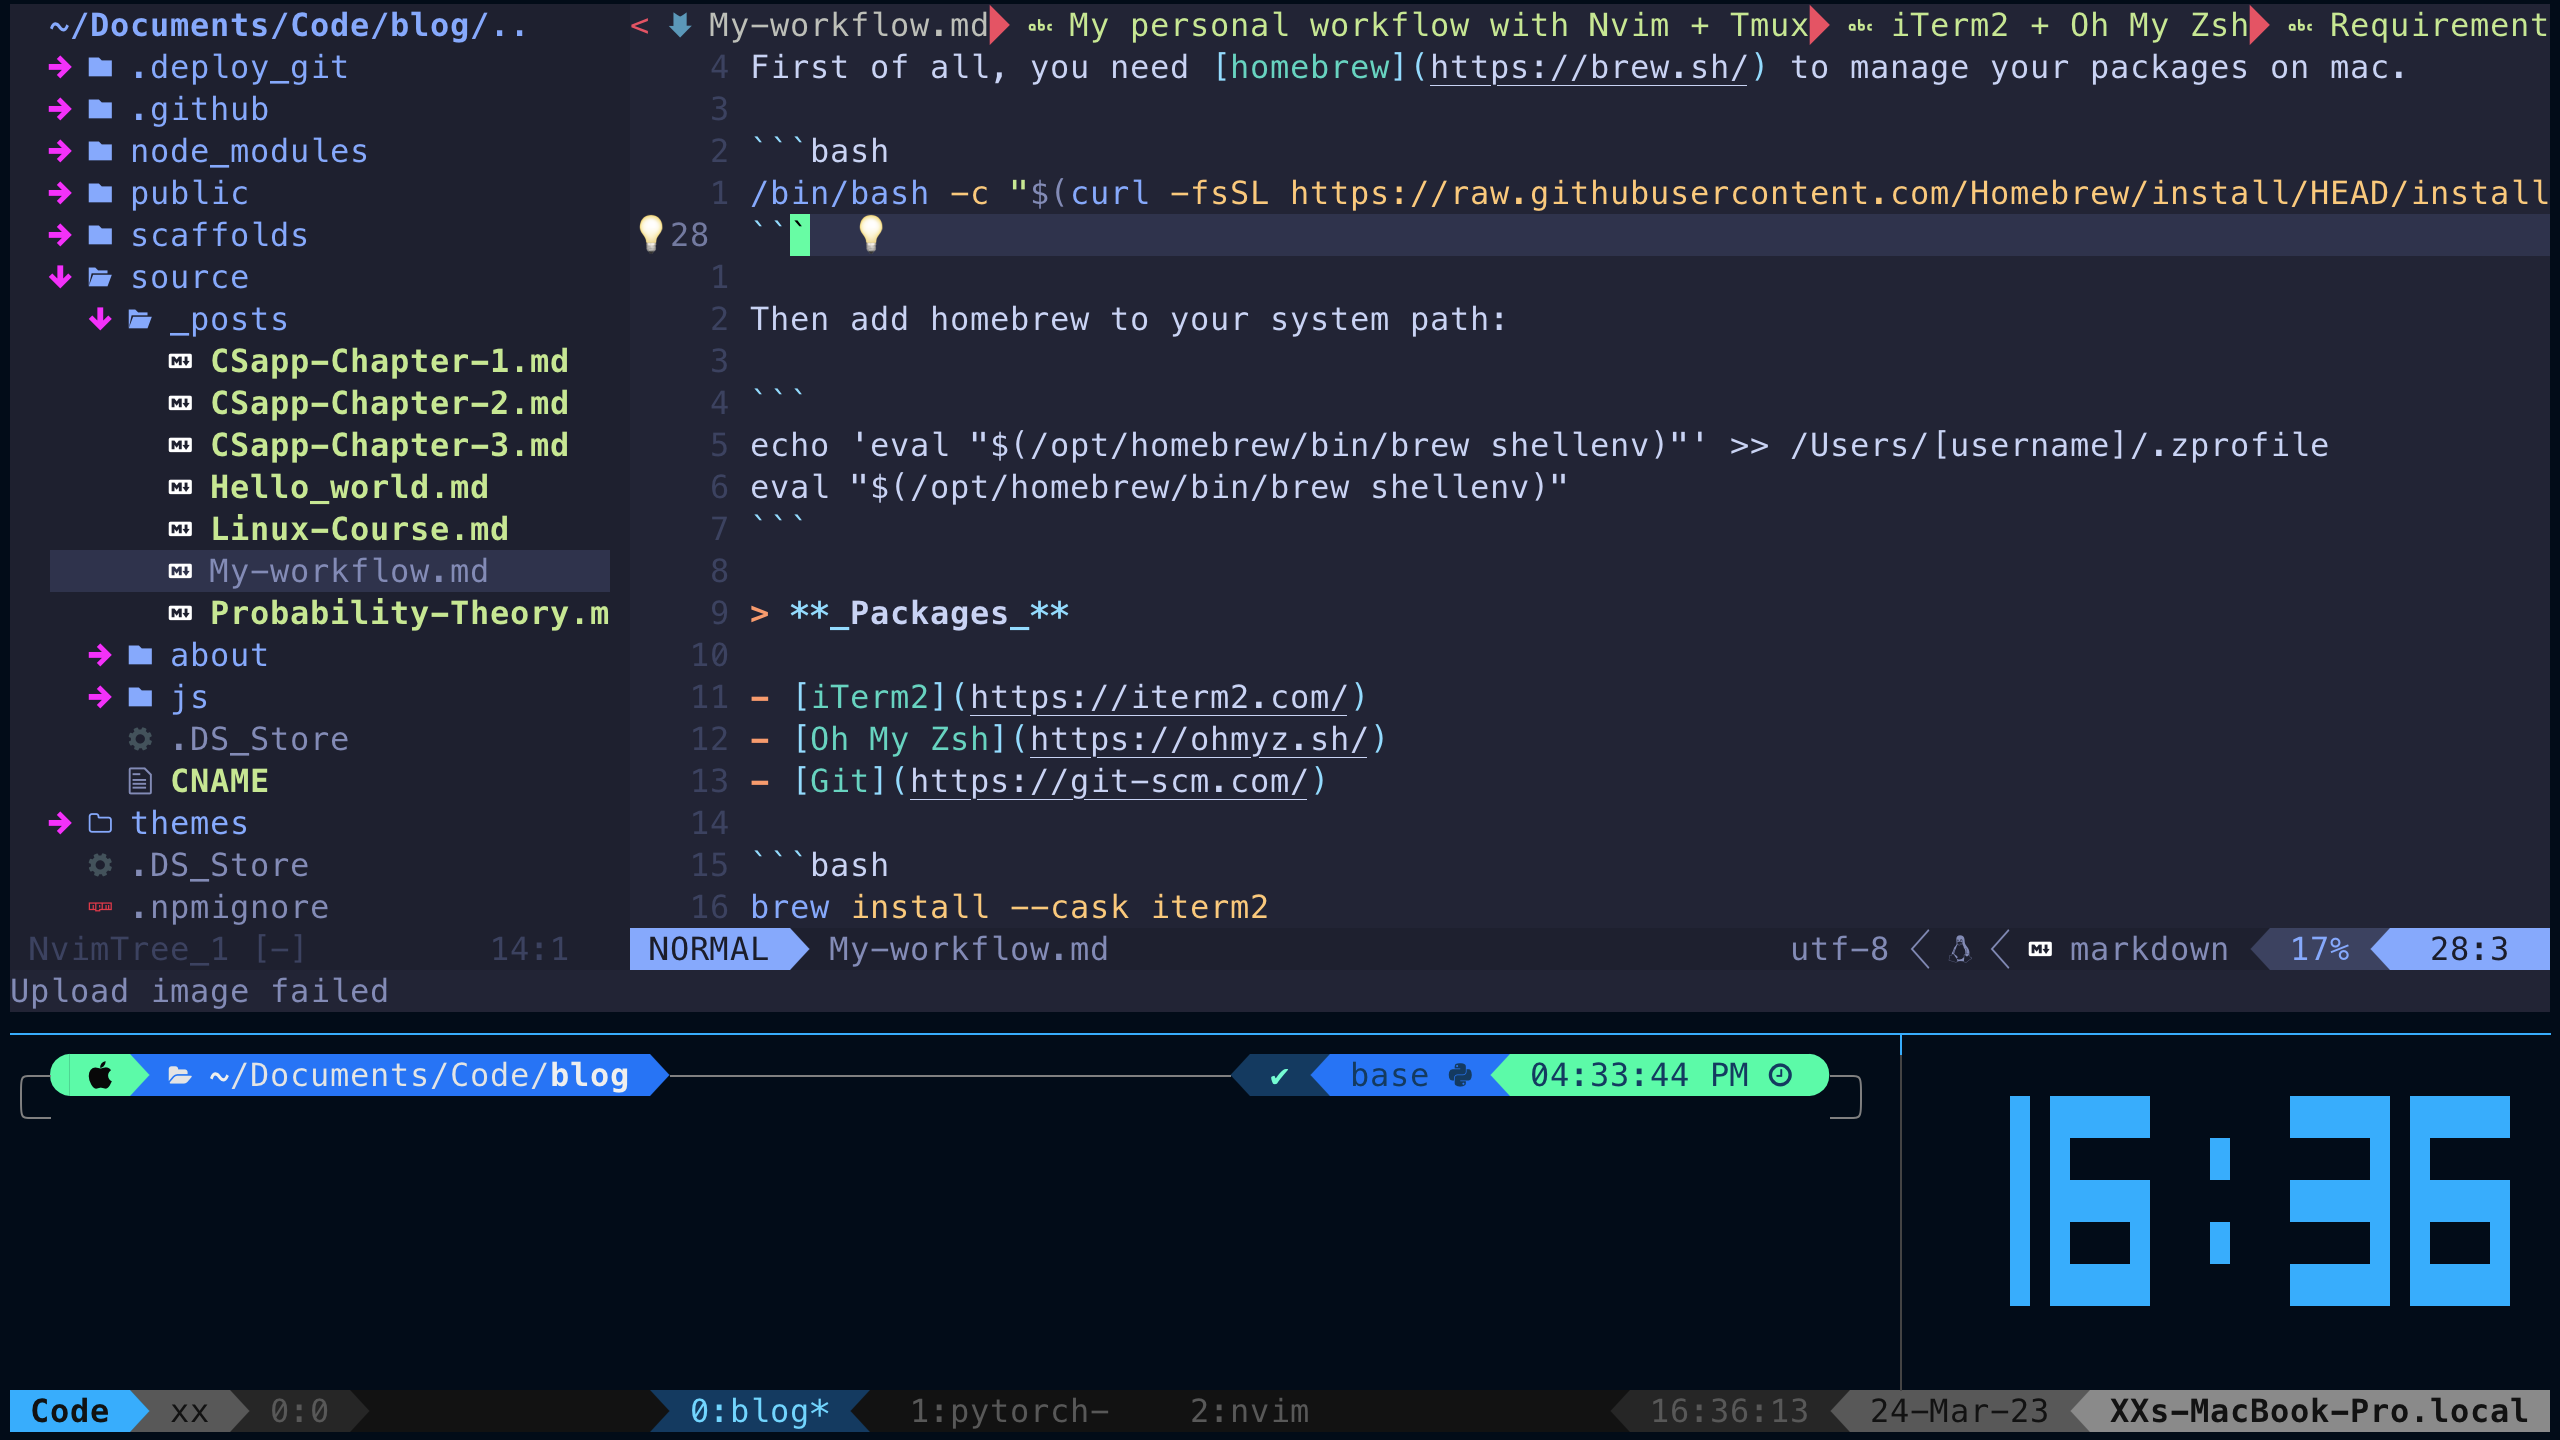 ~/Documents/Code/blog/..
.deploy_git
.github
node_modules
public
scaffolds
source
_posts
CSapp-Chapter-1.md
CSapp-Chapter-2.md
CSapp-Chapter-3.md
Hello_world.md
Linux-Course.md
My-workflow.md
Probability-Theory.m
about
js
.DS_Store
CNAME
themes
.DS_Store
.npmignore
NvimTree_1 [-] 14:1
< My-workflow.md abc My personal workflow with Nvim + Tmux abc iTerm2 + Oh My Zsh abc Requirement
4 First of all, you need [homebrew](https://brew.sh/) to manage your packages on mac.
3
2 ```bash
1 /bin/bash -c "$(curl -fsSL https://raw.githubusercontent.com/Homebrew/install/HEAD/install
28 ```
1
2 Then add homebrew to your system path:
3
4 ```
5 echo 'eval "$(/opt/homebrew/bin/brew shellenv)"' >> /Users/[username]/.zprofile
6 eval "$(/opt/homebrew/bin/brew shellenv)"
7 ```
8
9 > **_Packages_**
10
11 - [iTerm2](https://iterm2.com/)
12 - [Oh My Zsh](https://ohmyz.sh/)
13 - [Git](https://git-scm.com/)
14
15 ```bash
16 brew install --cask iterm2
NORMAL My-workflow.md utf-8 markdown 17% 28:3
Upload image failed
~/Documents/Code/blog ✔ base 04:33:44 PM
16:36
Code xx 0:0 0:blog* 1:pytorch- 2:nvim 16:36:13 24-Mar-23 XXs-MacBook-Pro.local